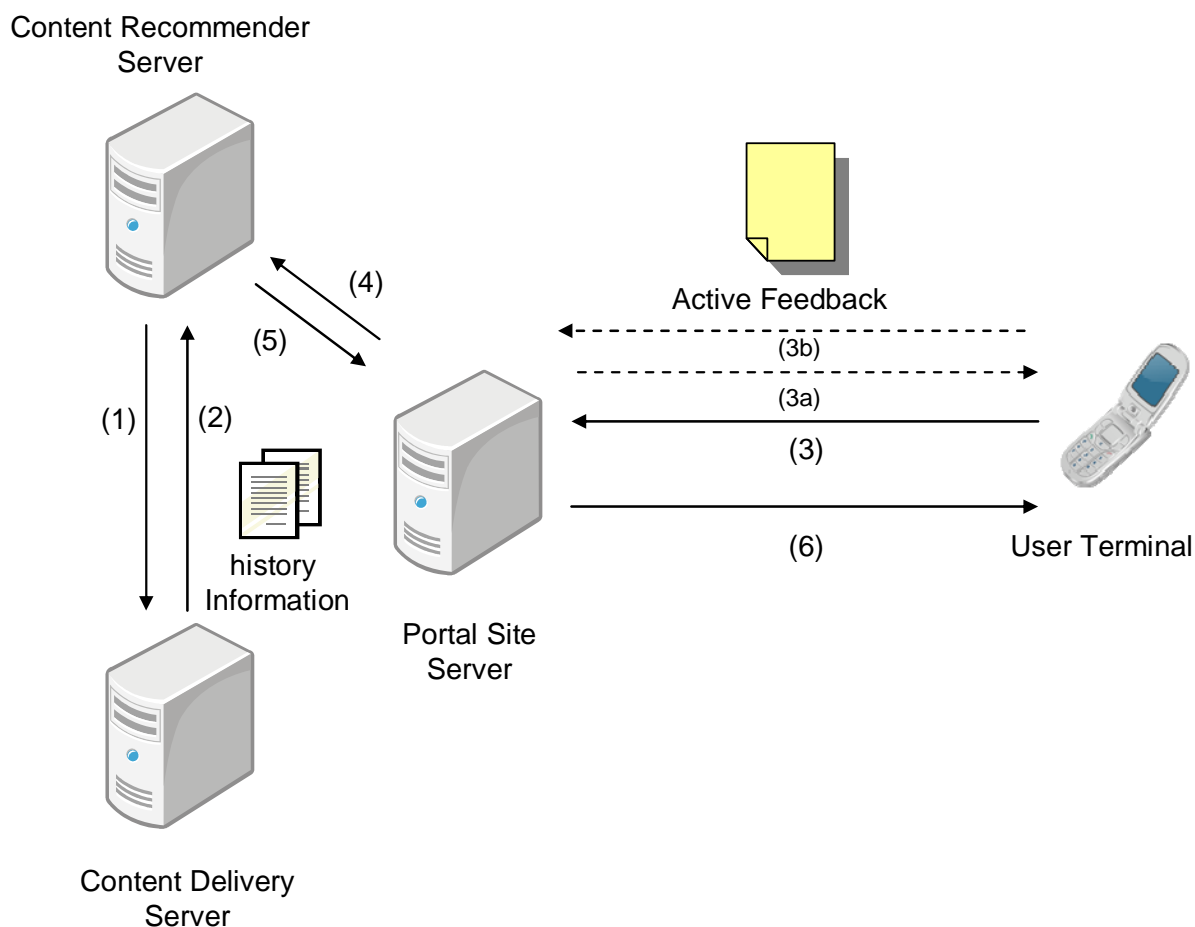 Content Recommender
Server
(4)
(5)
Active Feedback
(3b)
(3a)
(3)
(1)
(2)
(6)
User Terminal
history
Information
Portal Site
Server
Content Delivery
Server